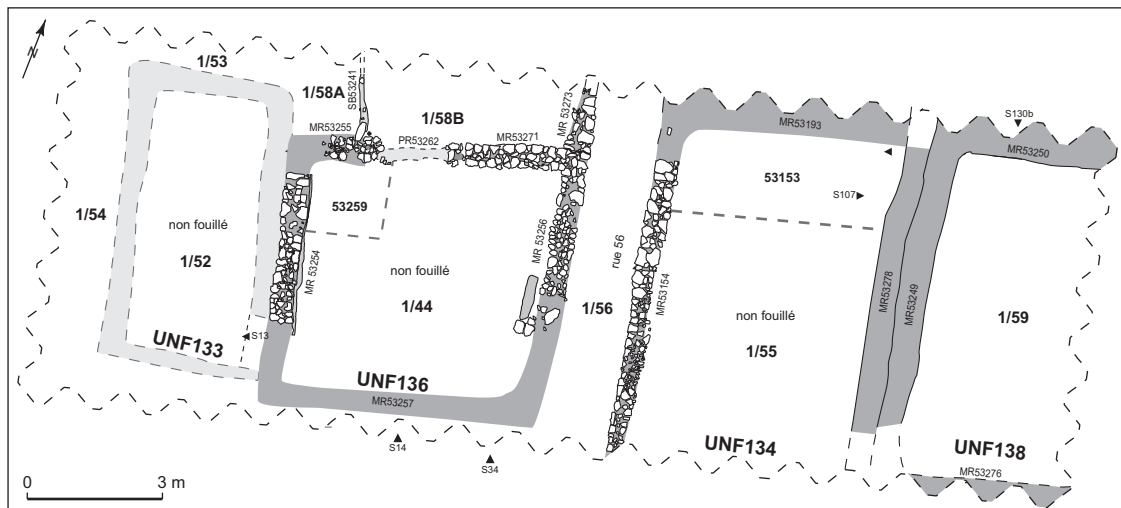 N
1/53
1/58A
SB53241
1/58B
MR 53273
MR53193
S130b
MR53255
PR53262
MR53271
MR53250
53259
53153
S107
1/54
non fouillé
1/52
MR 53254
non fouillé
1/44
MR 53256
1/56
rue 56
MR53154
non fouillé
1/55
MR53278
MR53249
1/59
S13
UNF133
UNF136
MR53257
UNF134
UNF138
S14
S34
MR53276
0 3 m